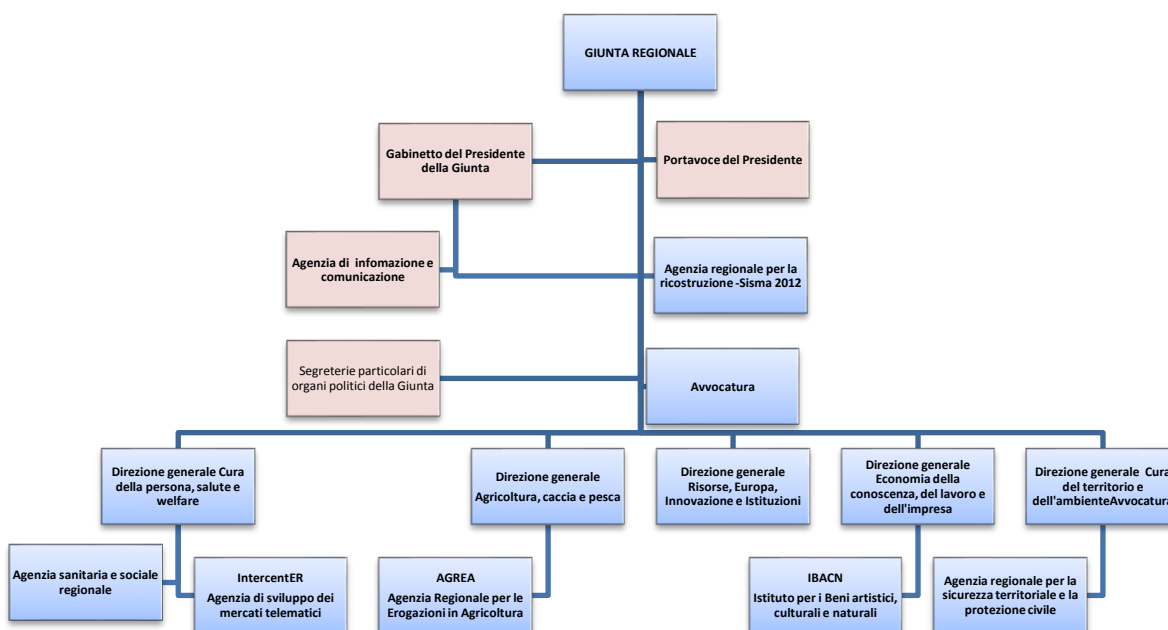 GIUNTA REGIONALE
Gabinetto del Presidente
della Giunta
Portavoce del Presidente
Agenzia di infomazione e
comunicazione
Agenzia regionale per la
ricostruzione -Sisma 2012
Segreterie particolari di
organi politici della Giunta
Avvocatura
Direzione generale Cura
della persona, salute e
welfare
Direzione generale
Agricoltura, caccia e pesca
Direzione generale
Risorse, Europa,
Innovazione e Istituzioni
Direzione generale
Economia della
conoscenza, del lavoro e
dell'impresa
Direzione generale Cura
del territorio e
dell'ambienteAvvocatura
Agenzia sanitaria e sociale
regionale
IntercentER
Agenzia di sviluppo dei
mercati telematici
AGREA
Agenzia Regionale per le
Erogazioni in Agricoltura
IBACN
Istituto per i Beni artistici,
culturali e naturali
Agenzia regionale per la
sicurezza territoriale e la
protezione civile